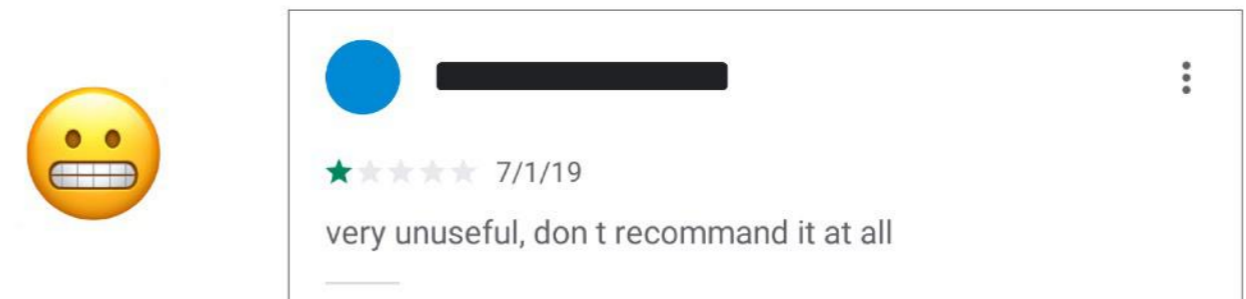 7/1/19
very unuseful, don t recommand it at all